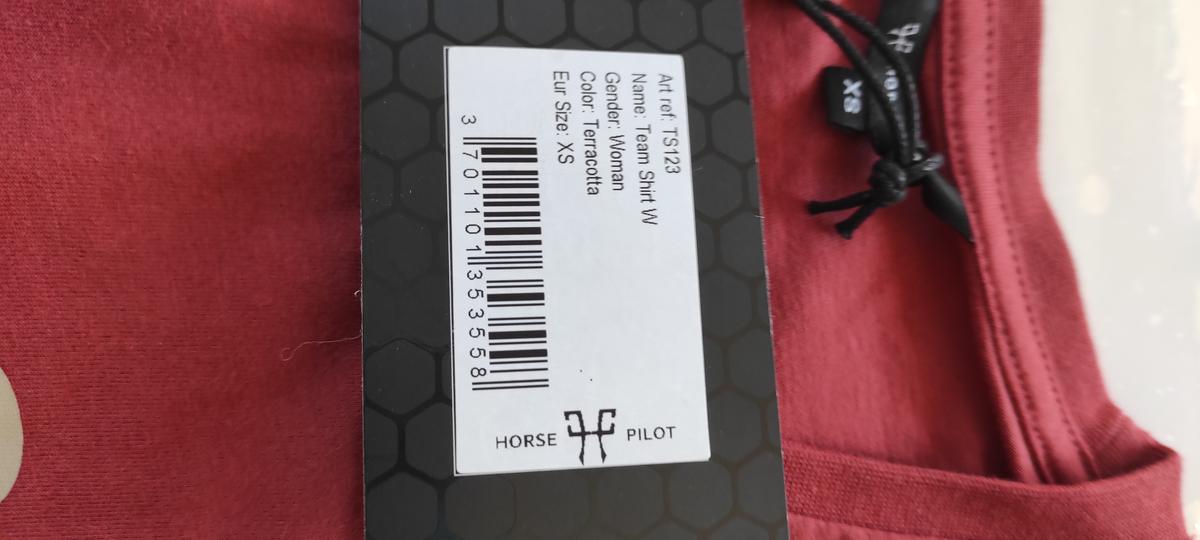 Art ref: TS123
Name: Team Shirt W
Gender: Woman
Color: Terracotta
Eur Size: XS
3 701101 353558
HORSE PILOT
XS